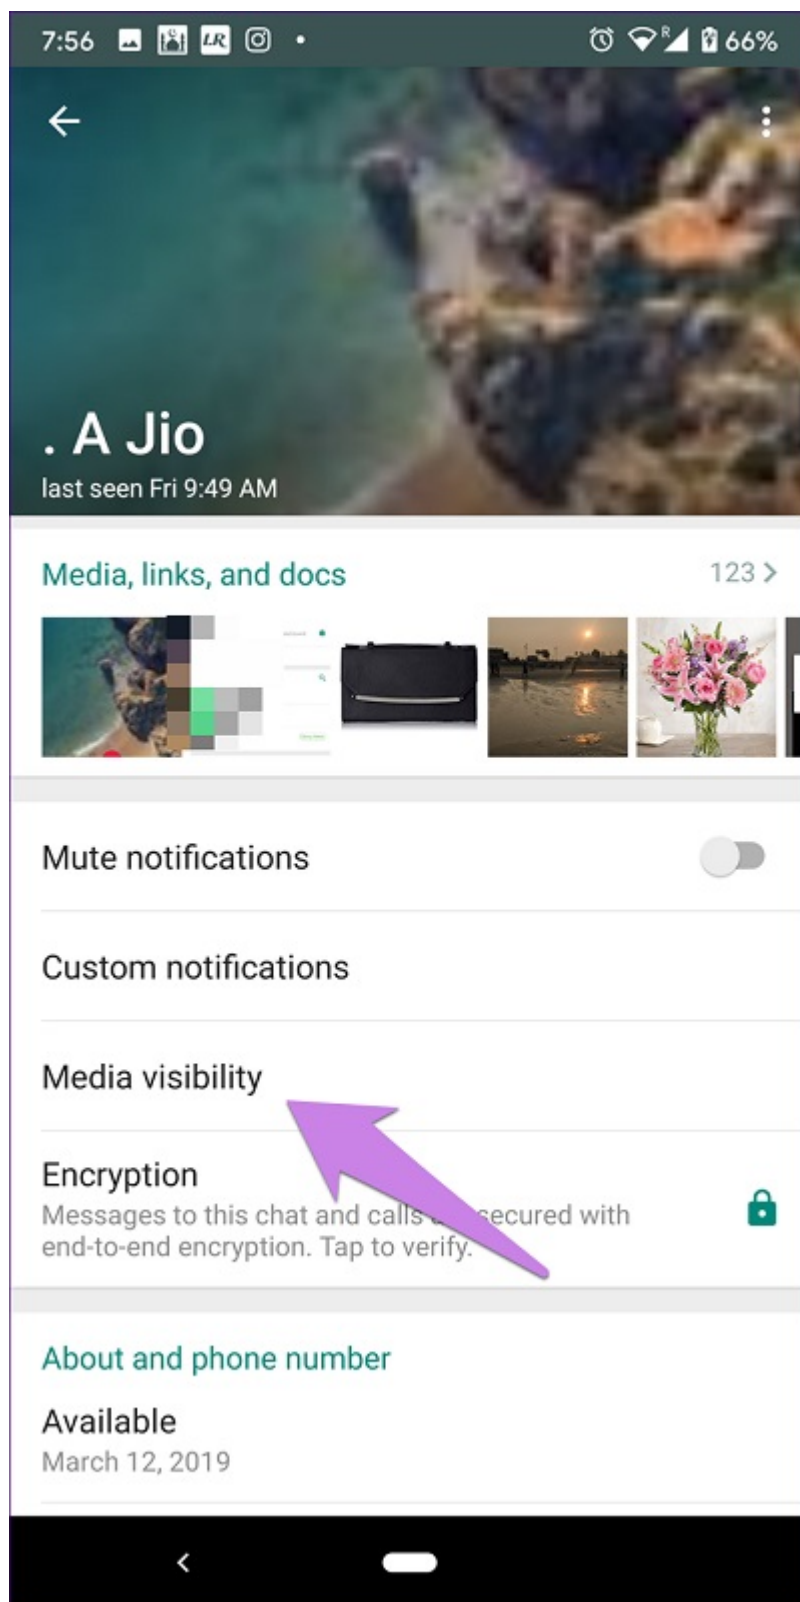 7:56 LR R 66%
. A Jio
last seen Fri 9:49 AM
Media, links, and docs 123 >
Mute notifications
Custom notifications
Media visibility
Encryption
Messages to this chat and calls secured with
end-to-end encryption. Tap to verify.
About and phone number
Available
March 12, 2019